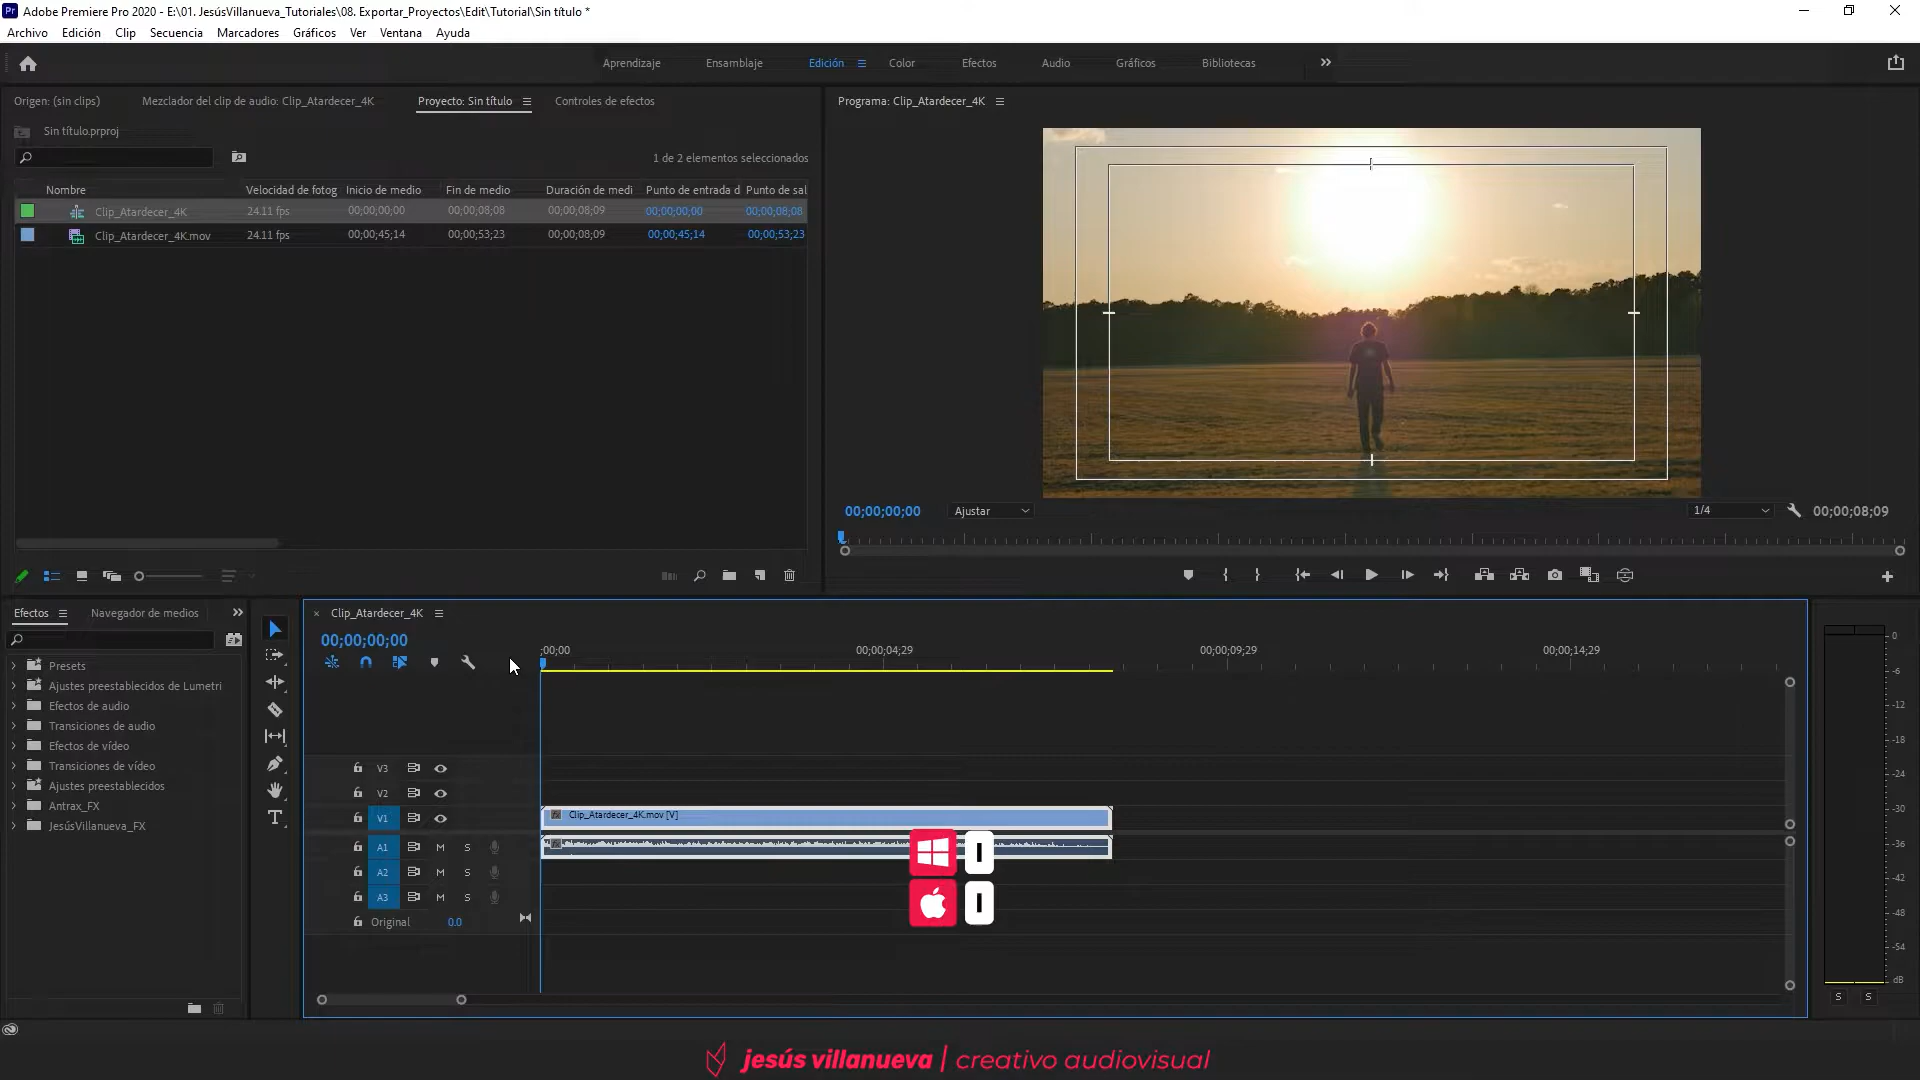 Adobe Premiere Pro 2020 - E:\01. JesúsVillanueva_Tutoriales\08. Exportar_Proyectos\Edit\Tutorial\Sin título *
Archivo Edición Clip Secuencia Marcadores Gráficos Ver Ventana Ayuda
Aprendizaje Ensamblaje Edición Color Efectos Audio Gráficos Bibliotecas
Origen: (sin clips) Mezclador del clip de audio: Clip_Atardecer_4K Proyecto: Sin título Controles de efectos
Programa: Clip_Atardecer_4K
Sin título.prproj
1 de 2 elementos seleccionados
Nombre Velocidad de fotog Inicio de medio Fin de medio Duración de medi Punto de entrada d Punto de sal
Clip_Atardecer_4K 24.11 fps 00;00;00;00 00;00;08;08 00;00;08;09 00;00;00;00 00;00;08;08
Clip_Atardecer_4K.mov 24.11 fps 00;00;45;14 00;00;53;23 00;00;08;09 00;00;45;14 00;00;53;23
00;00;00;00 Ajustar 1/4 00;00;08;09
Efectos Navegador de medios
Presets
Ajustes preestablecidos de Lumetri
Efectos de audio
Transiciones de audio
Efectos de vídeo
Transiciones de vídeo
Ajustes preestablecidos
Antrax_FX
JesúsVillanueva_FX
Clip_Atardecer_4K
00;00;00;00
;00;00 00;00;04;29 00;00;09;29 00;00;14;29
V3
V2
V1 Clip_Atardecer_4K.mov [V]
A1 M S
A2 M S
A3 M S
Original 0.0
I
I
0
-6
-12
-18
-24
-30
-36
-42
-48
-54
dB
S S
jesús villanueva | creativo audiovisual